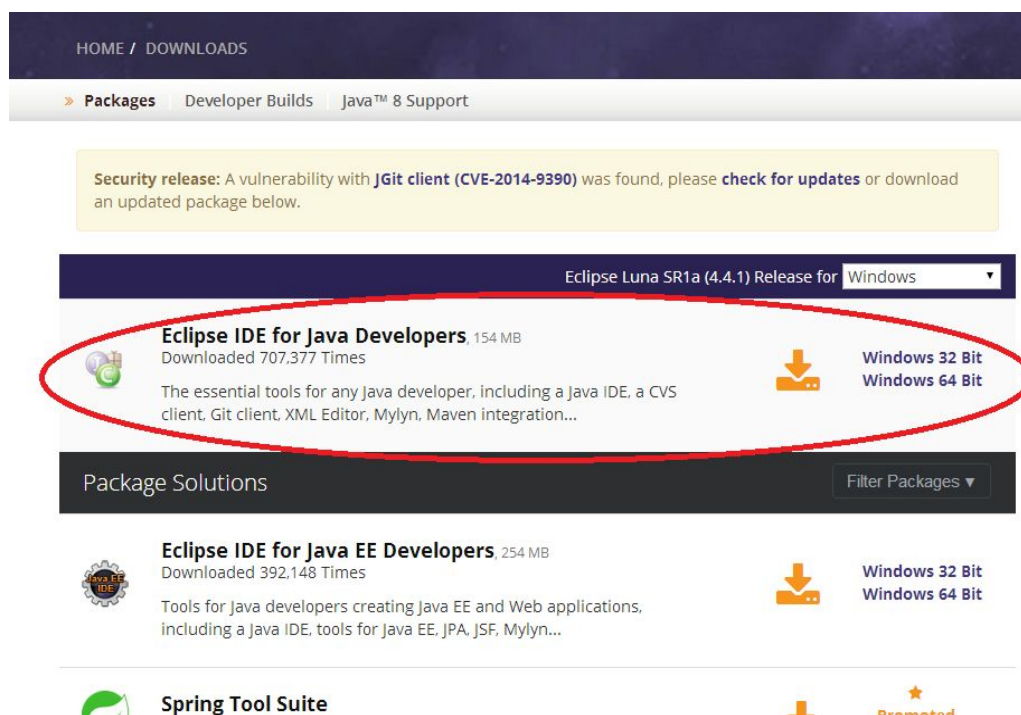 HOME / DOWNLOADS
» Packages Developer Builds Java™ 8 Support
Security release: A vulnerability with JGit client (CVE-2014-9390) was found, please check for updates or download
an updated package below.
Eclipse Luna SR1a (4.4.1) Release for Windows ▼
Eclipse IDE for Java Developers, 154 MB
Downloaded 707,377 Times
The essential tools for any Java developer, including a Java IDE, a CVS
client, Git client, XML Editor, Mylyn, Maven integration...
Windows 32 Bit
Windows 64 Bit
Package Solutions
Filter Packages ▼
Java EE
IDE
Eclipse IDE for Java EE Developers, 254 MB
Downloaded 392,148 Times
Tools for Java developers creating Java EE and Web applications,
including a Java IDE, tools for Java EE, JPA, JSF, Mylyn...
Windows 32 Bit
Windows 64 Bit
Spring Tool Suite
Promoted